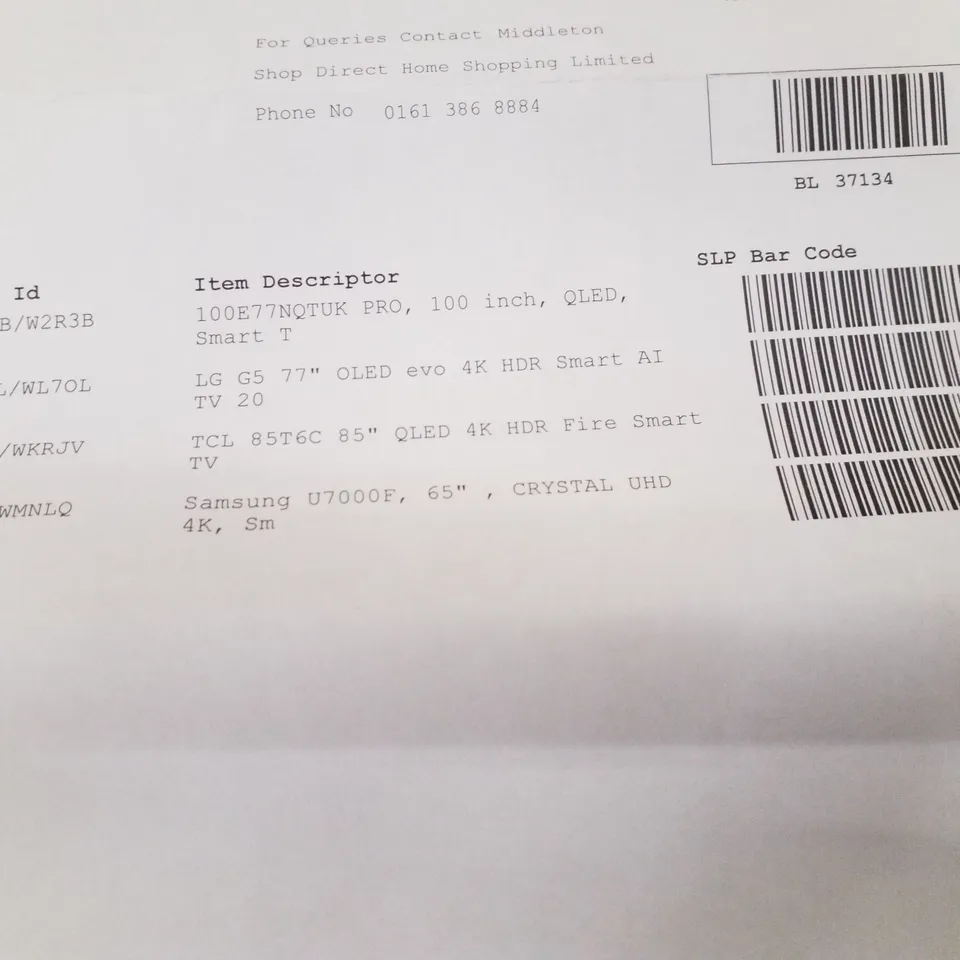 For Queries Contact Middleton
Shop Direct Home Shopping Limited
Phone No 0161 386 8884
BL 37134
Id Item Descriptor SLP Bar Code
B/W2R3B 100E77NQTUK PRO, 100 inch, QLED,
Smart T
/WL7OL LG G5 77" OLED evo 4K HDR Smart AI
TV 20
/WKRJV TCL 85T6C 85" QLED 4K HDR Fire Smart
TV
WMNLQ Samsung U7000F, 65" , CRYSTAL UHD
4K, Sm